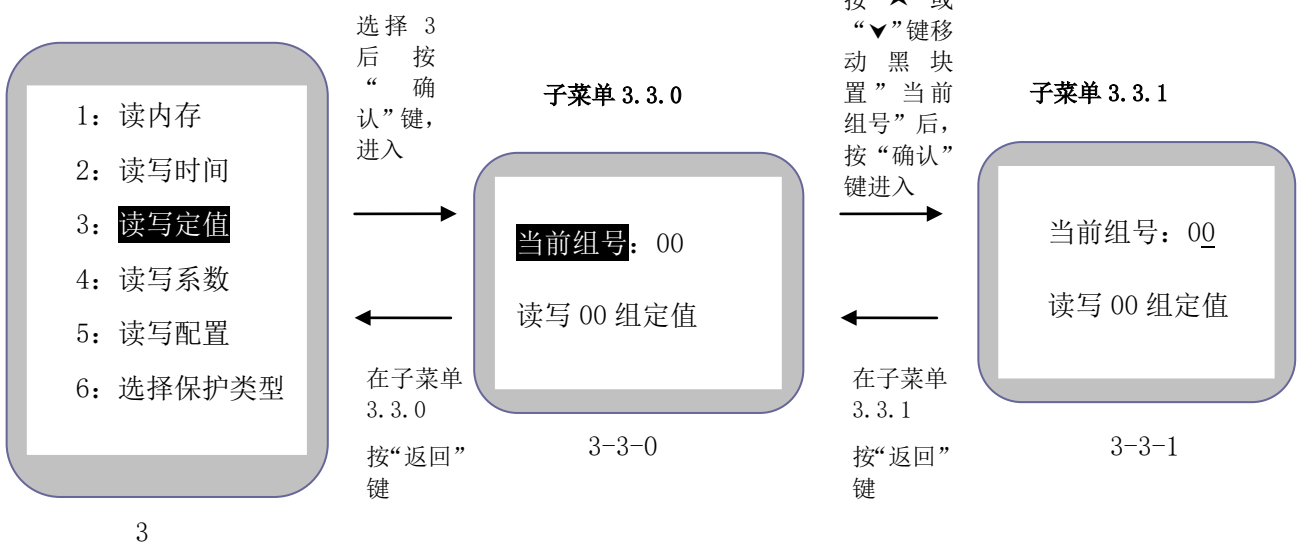 1：读内存
2：读写时间
3：读写定值
4：读写系数
5：读写配置
6：选择保护类型
3
选择 3
后 按
“ 确
认”键，
进入
在子菜单
3.3.0
按“返回”
键
子菜单 3.3.0
当前组号：00
读写 00 组定值
3-3-0
“⮟”键移
动 黑 块
置 ” 当 前
组号”后，
按“确认”
键进入
在子菜单
3.3.1
按“返回”
键
子菜单 3.3.1
当前组号：00
读写 00 组定值
3-3-1